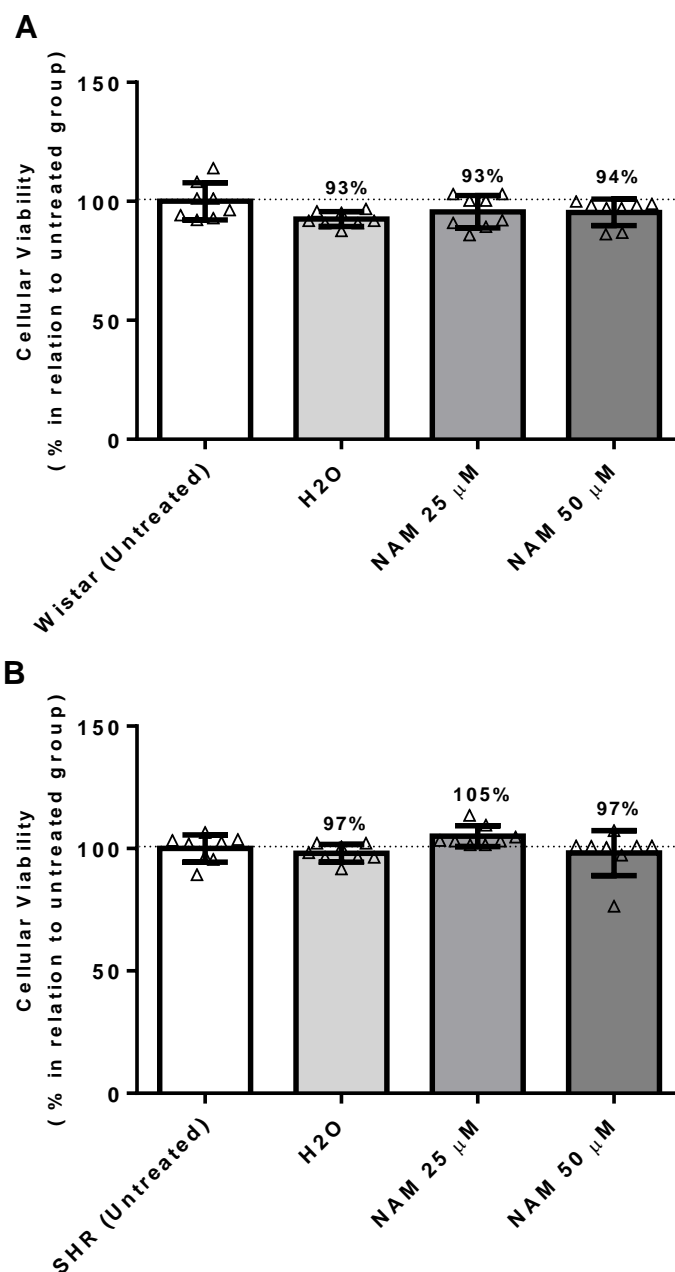 A
Cellular Viability
( % in relation to untreated group)
150
100
50
0
93%
93%
94%
Wistar (Untreated)
H2O
NAM 25 μM
NAM 50 μM
B
Cellular Viability
( % in relation to untreated group)
150
100
50
0
97%
105%
97%
SHR (Untreated)
H2O
NAM 25 μM
NAM 50 μM